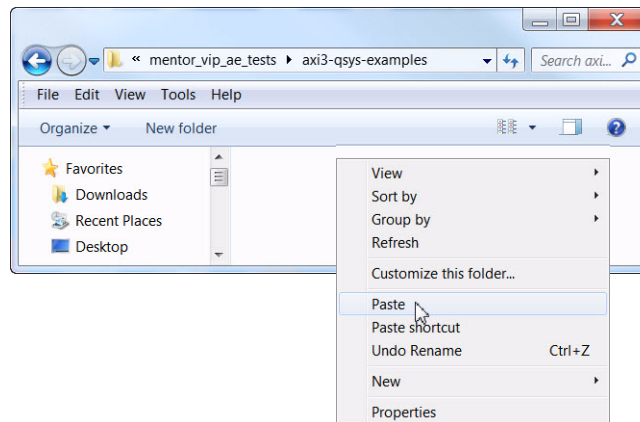 « mentor_vip_ae_tests ▸ axi3-qsys-examples
Search axi...
File Edit View Tools Help
Organize
New folder
Favorites
Downloads
Recent Places
Desktop
View
Sort by
Group by
Refresh
Customize this folder...
Paste
Paste shortcut
Undo Rename Ctrl+Z
New
Properties